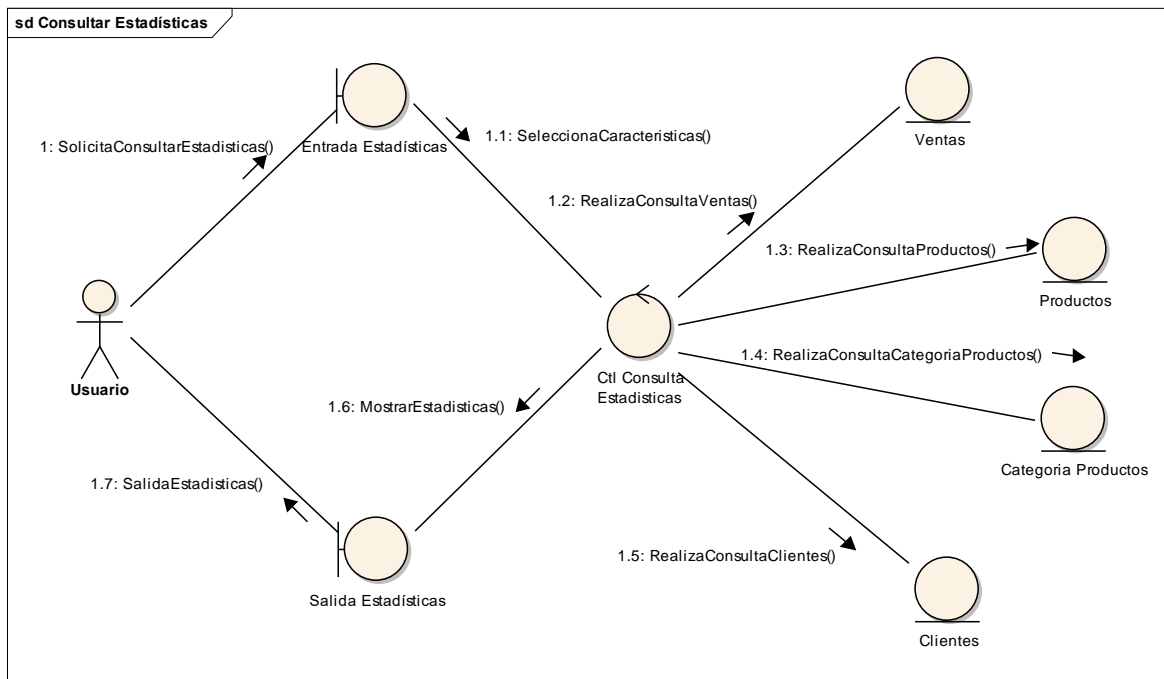 sd Consultar Estadísticas
1: SolicitaConsultarEstadisticas()
Entrada Estadísticas
1.1: SeleccionaCaracteristicas()
Ventas
1.2: RealizaConsultaVentas()
1.3: RealizaConsultaProductos()
Productos
Usuario
Ctl Consulta
Estadisticas
1.4: RealizaConsultaCategoriaProductos()
Categoria Productos
1.6: MostrarEstadisticas()
1.7: SalidaEstadisticas()
Salida Estadísticas
1.5: RealizaConsultaClientes()
Clientes